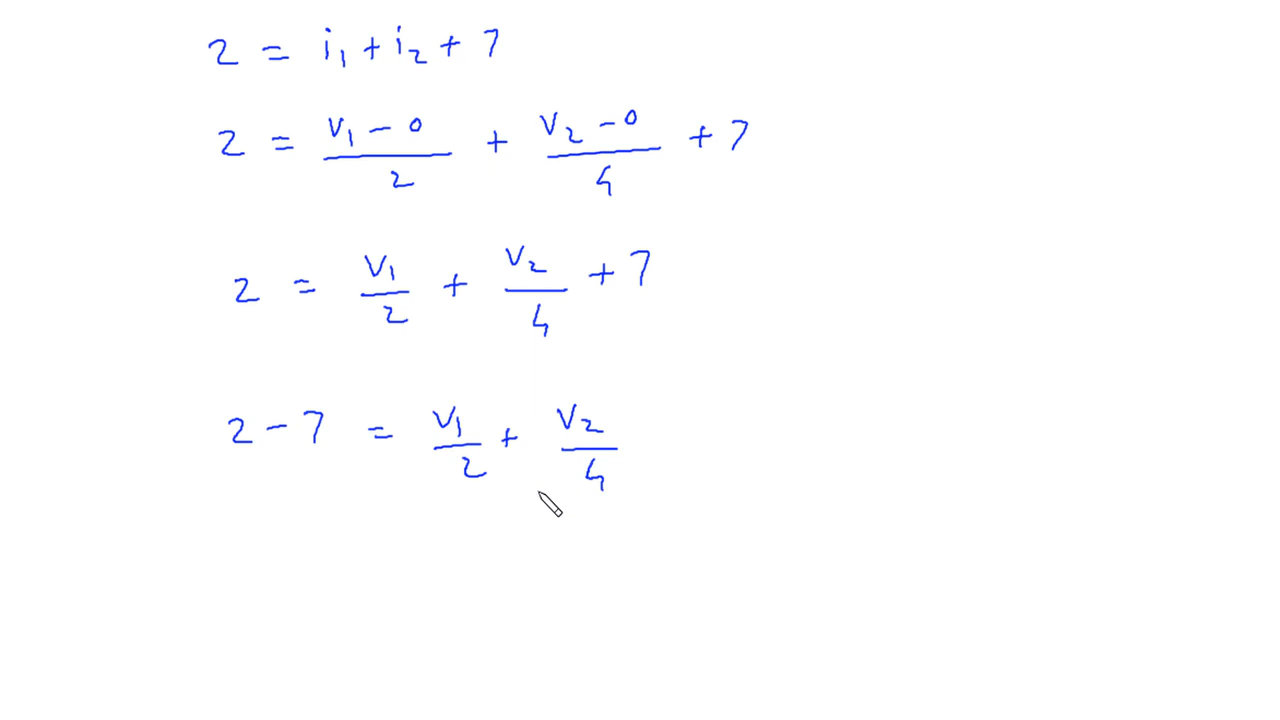 2 = i₁ + i₂ + 7
2 = (v₁ − 0)/2 + (v₂ − 0)/4 + 7
2 = v₁/2 + v₂/4 + 7
2 − 7 = v₁/2 + v₂/4